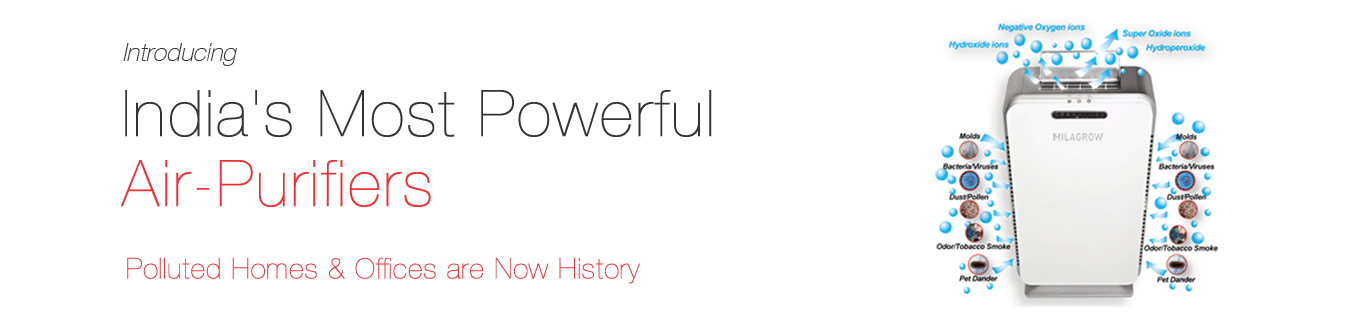 Introducing
India's Most Powerful
Air-Purifiers
Polluted Homes & Offices are Now History
Negative Oxygen ions
Super Oxide ions
Hydroxide ions
Hydroperoxide
MILAGROW
Molds
Bacteria/Viruses
Dust/Pollen
Odor/Tobacco Smoke
Pet Dander
Molds
Bacteria/Viruses
Dust/Pollen
Odor/Tobacco Smoke
Pet Dander